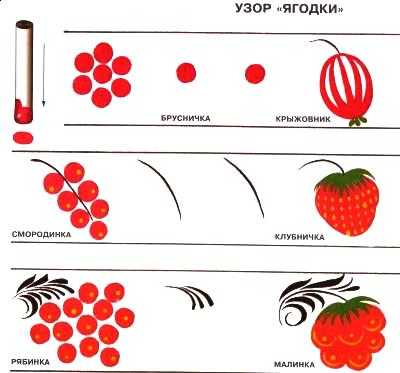 УЗОР «ЯГОДКИ»
БРУСНИЧКА
КРЫЖОВНИК
СМОРОДИНКА
КЛУБНИЧКА
РЯБИНКА
МАЛИНКА